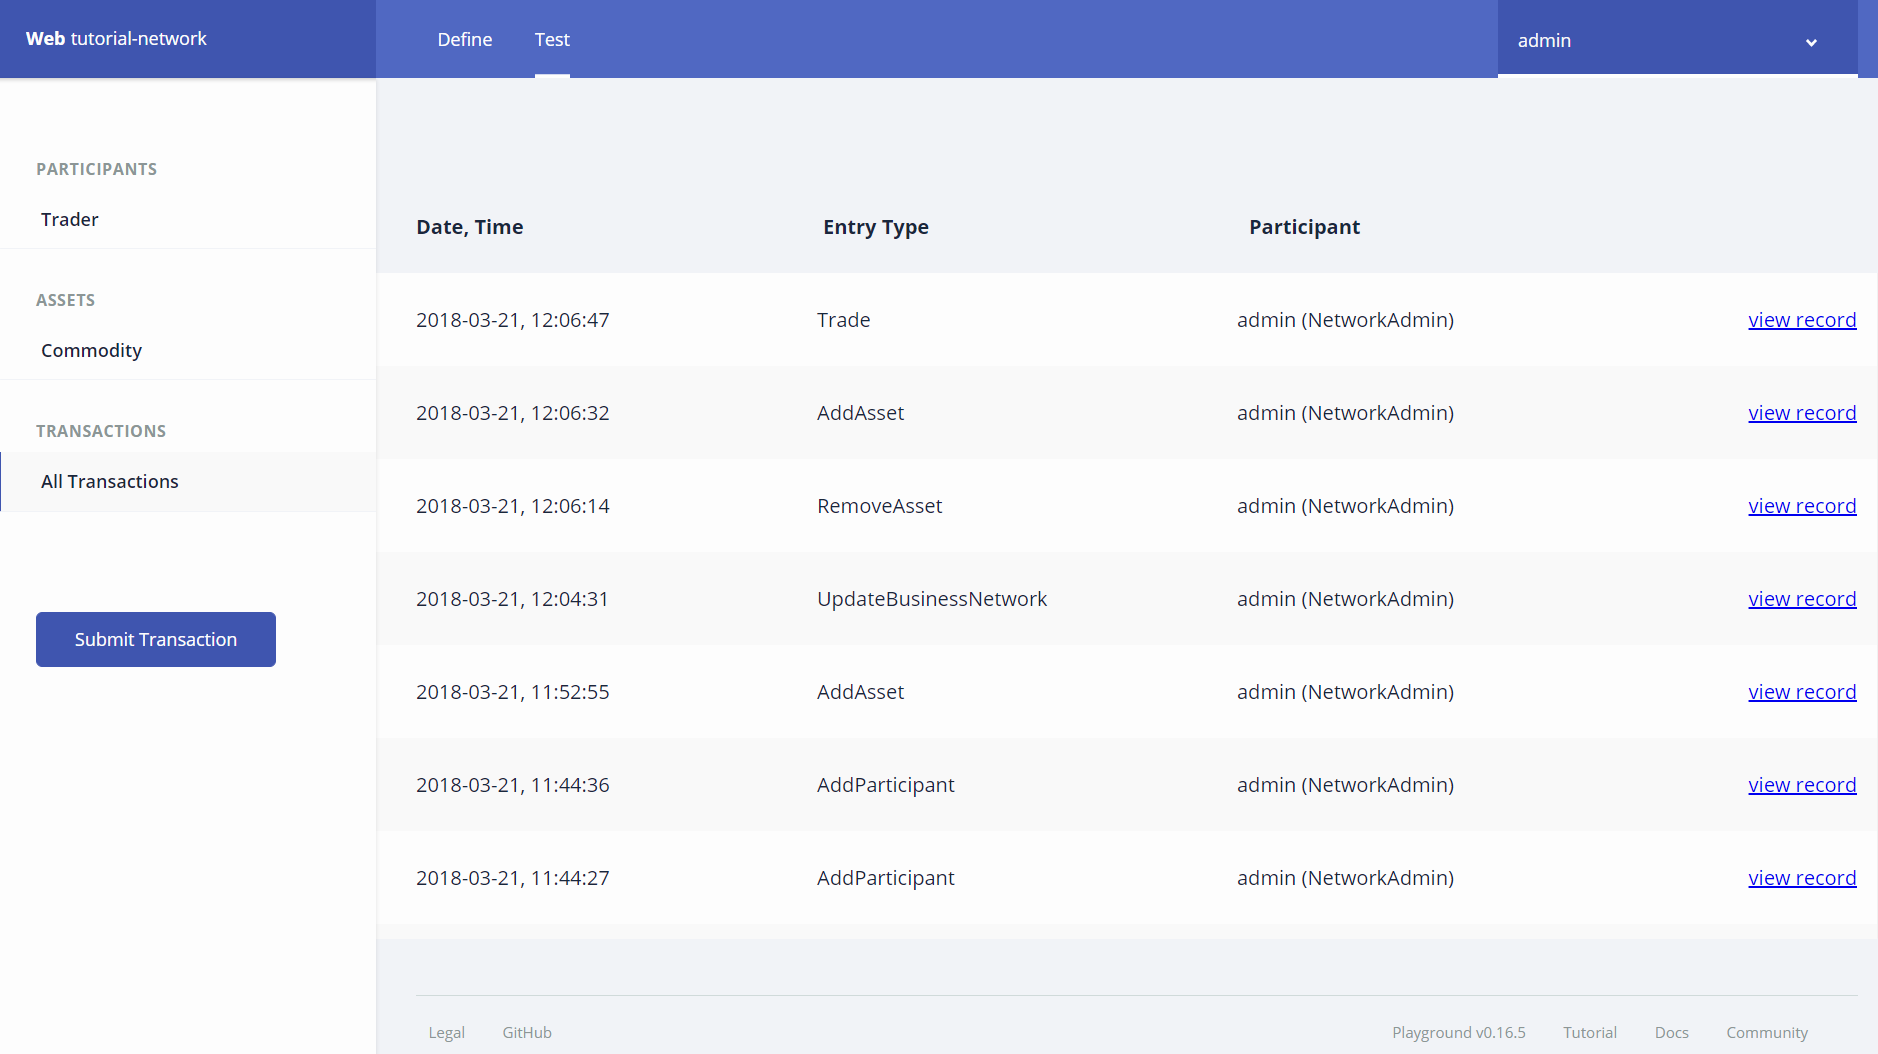 Web tutorial-network
Define Test
admin
PARTICIPANTS
Trader
ASSETS
Commodity
TRANSACTIONS
All Transactions
Submit Transaction
Date, Time Entry Type Participant
2018-03-21, 12:06:47 Trade admin (NetworkAdmin) view record
2018-03-21, 12:06:32 AddAsset admin (NetworkAdmin) view record
2018-03-21, 12:06:14 RemoveAsset admin (NetworkAdmin) view record
2018-03-21, 12:04:31 UpdateBusinessNetwork admin (NetworkAdmin) view record
2018-03-21, 11:52:55 AddAsset admin (NetworkAdmin) view record
2018-03-21, 11:44:36 AddParticipant admin (NetworkAdmin) view record
2018-03-21, 11:44:27 AddParticipant admin (NetworkAdmin) view record
Legal GitHub Playground v0.16.5 Tutorial Docs Community